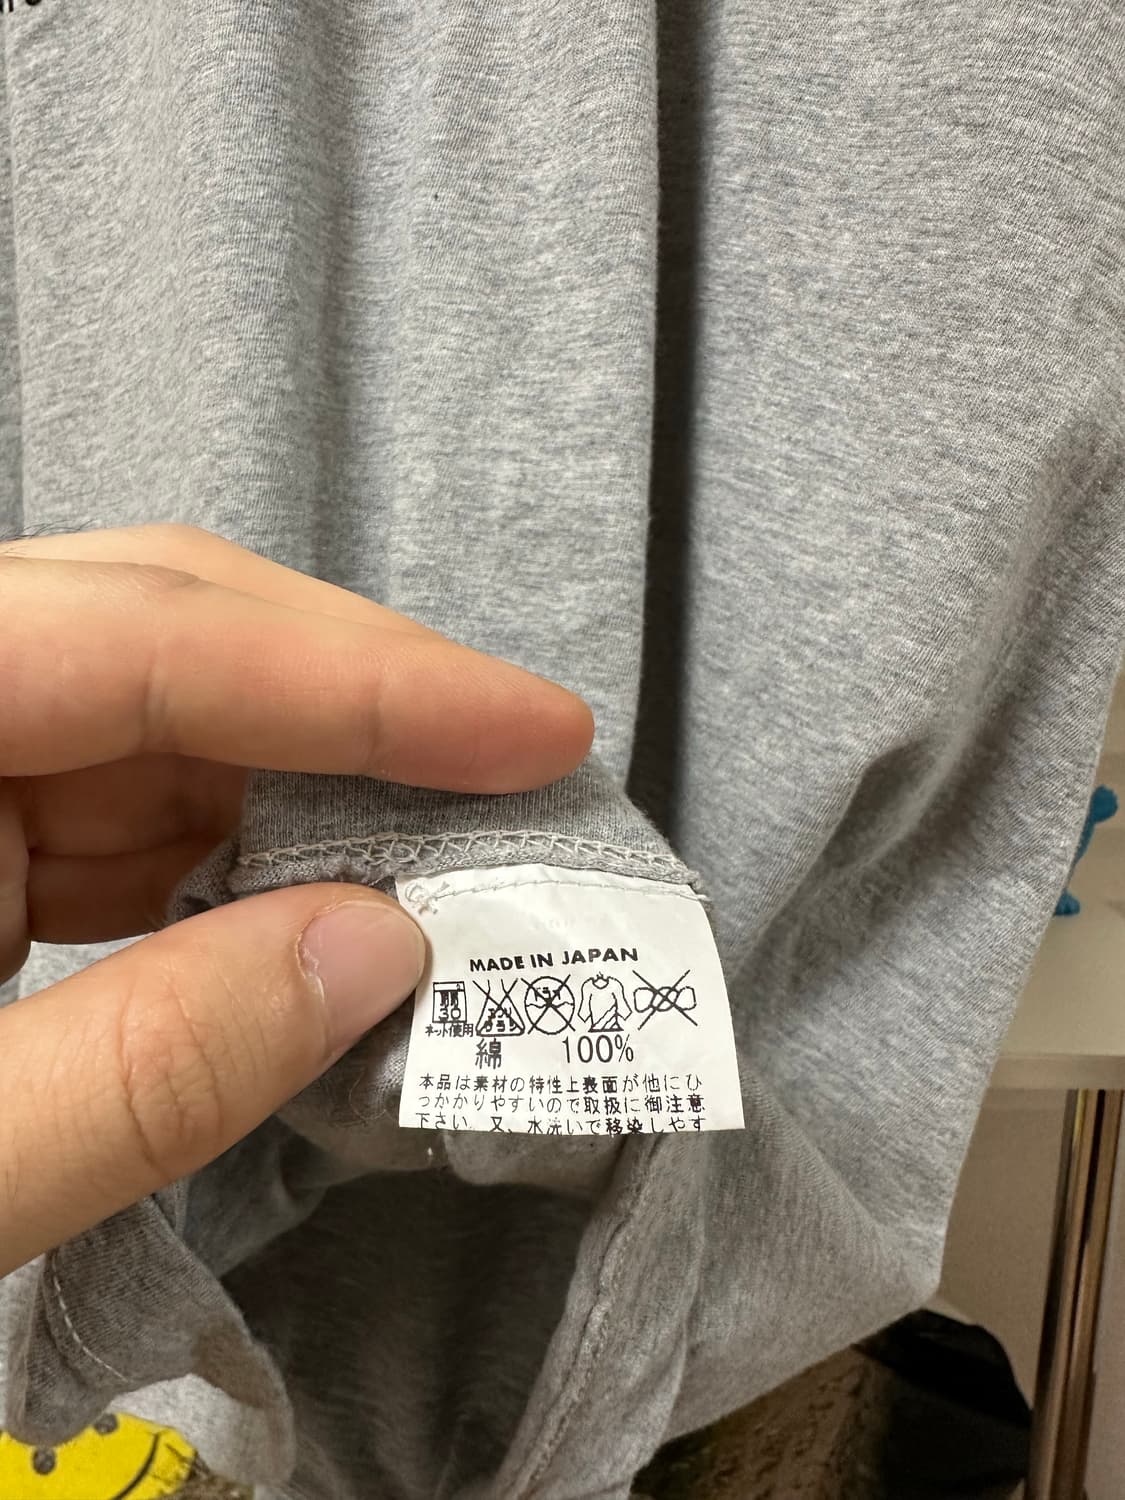 MADE IN JAPAN
30
ネット使用
綿 100%
本品は素材の特性上表面が他にひ
っかかりやすいので取扱に御注意
下さい。又、水洗いで移染しやす